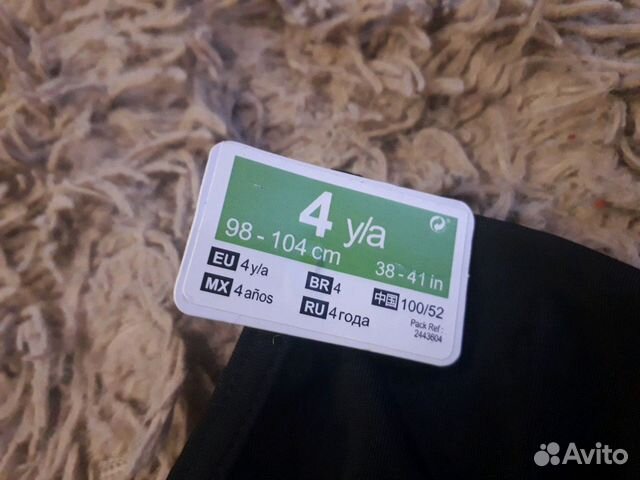 4 y/a
98 - 104 cm 38 - 41 in
EU 4 y/a BR 4 中国 100/52
MX 4 años RU 4 года
Pack Ref :
2443604
Avito